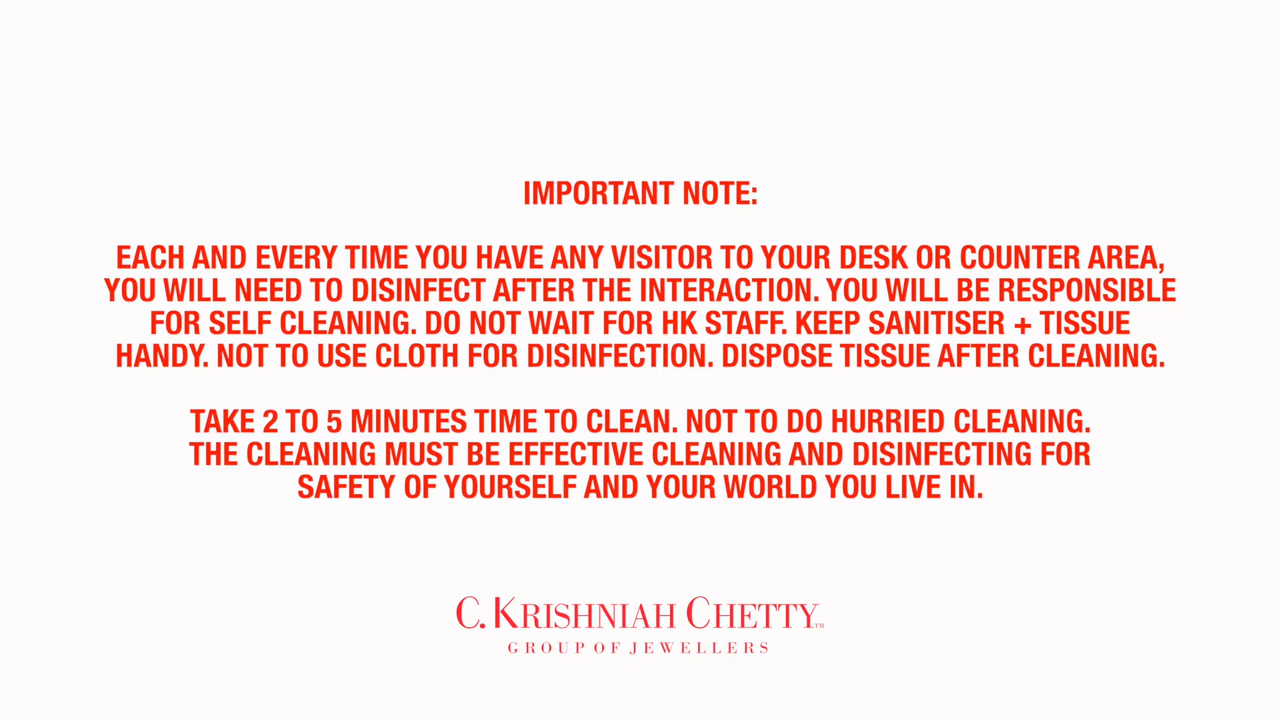 IMPORTANT NOTE:
EACH AND EVERY TIME YOU HAVE ANY VISITOR TO YOUR DESK OR COUNTER AREA,
YOU WILL NEED TO DISINFECT AFTER THE INTERACTION. YOU WILL BE RESPONSIBLE
FOR SELF CLEANING. DO NOT WAIT FOR HK STAFF. KEEP SANITISER + TISSUE
HANDY. NOT TO USE CLOTH FOR DISINFECTION. DISPOSE TISSUE AFTER CLEANING.
TAKE 2 TO 5 MINUTES TIME TO CLEAN. NOT TO DO HURRIED CLEANING.
THE CLEANING MUST BE EFFECTIVE CLEANING AND DISINFECTING FOR
SAFETY OF YOURSELF AND YOUR WORLD YOU LIVE IN.
C. KRISHNIAH CHETTY™
GROUP OF JEWELLERS